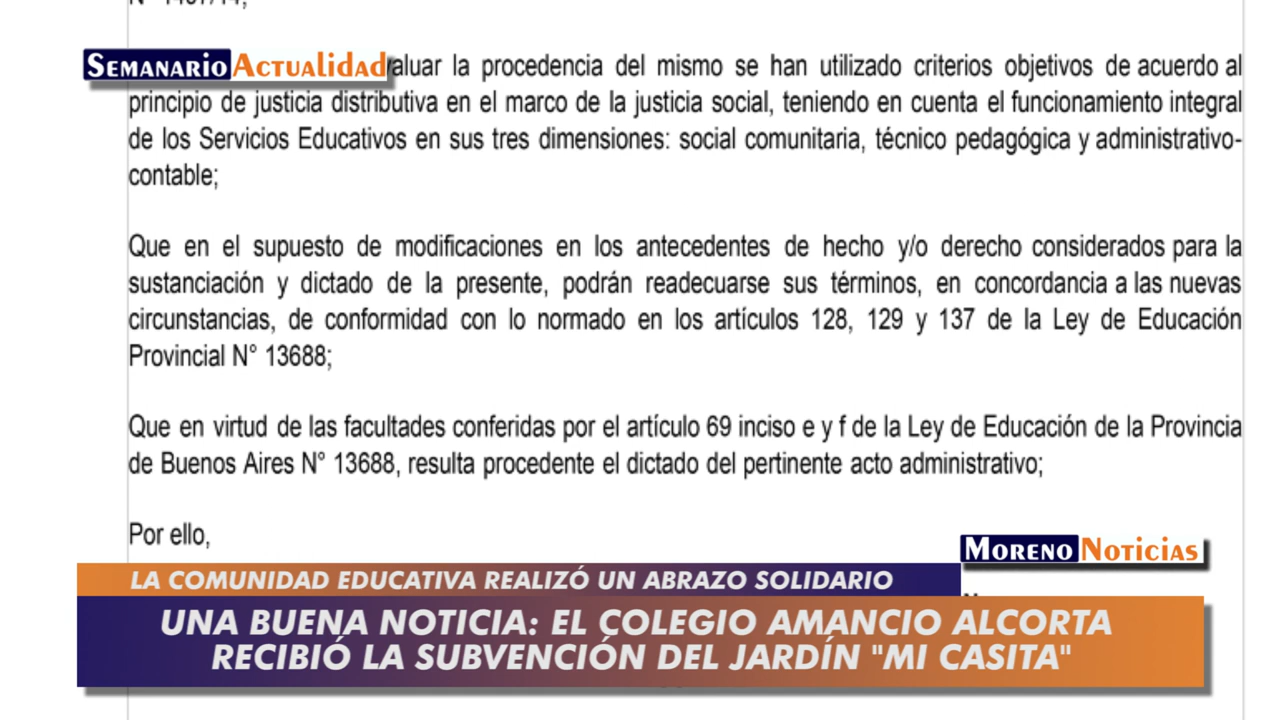 SEMANARIO ACTUALIDAD
aluar la procedencia del mismo se han utilizado criterios objetivos de acuerdo al
principio de justicia distributiva en el marco de la justicia social, teniendo en cuenta el funcionamiento integral
de los Servicios Educativos en sus tres dimensiones: social comunitaria, técnico pedagógica y administrativo-
contable;
Que en el supuesto de modificaciones en los antecedentes de hecho y/o derecho considerados para la
sustanciación y dictado de la presente, podrán readecuarse sus términos, en concordancia a las nuevas
circunstancias, de conformidad con lo normado en los artículos 128, 129 y 137 de la Ley de Educación
Provincial N° 13688;
Que en virtud de las facultades conferidas por el artículo 69 inciso e y f de la Ley de Educación de la Provincia
de Buenos Aires N° 13688, resulta procedente el dictado del pertinente acto administrativo;
Por ello,
MORENO NOTICIAS
LA COMUNIDAD EDUCATIVA REALIZÓ UN ABRAZO SOLIDARIO
UNA BUENA NOTICIA: EL COLEGIO AMANCIO ALCORTA
RECIBIÓ LA SUBVENCIÓN DEL JARDÍN "MI CASITA"